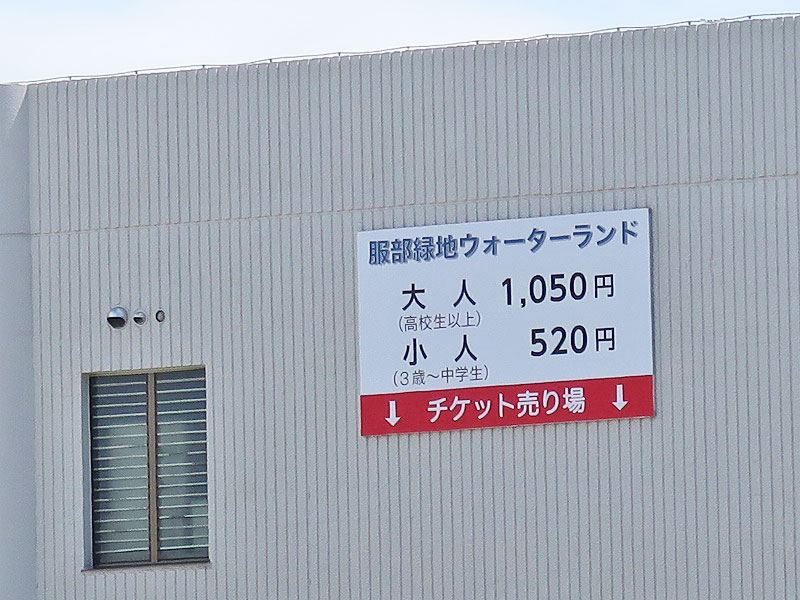 服部緑地ウォーターランド
大人 1,050円
(高校生以上)
小人 520円
(3歳～中学生)
↓ チケット売り場 ↓